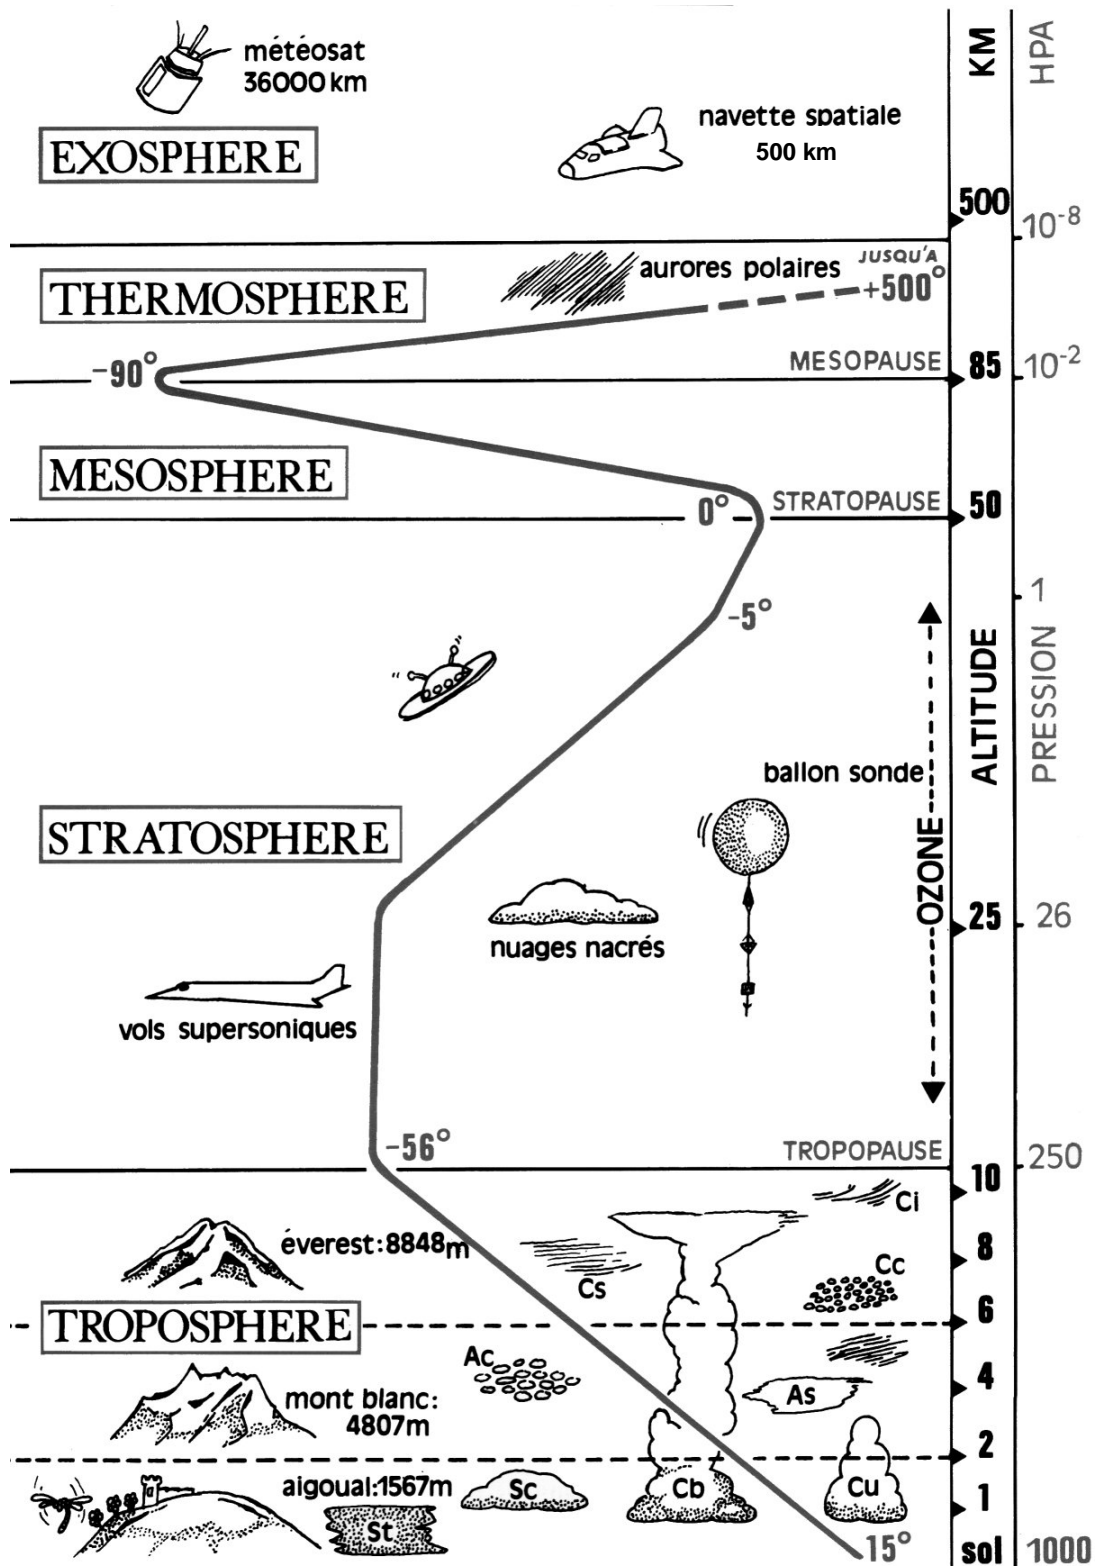 météosat
36000 km
KM
HPA
navette spatiale
500 km
EXOSPHERE
500
10-8
aurores polaires
JUSQU'A
+500°
THERMOSPHERE
-90°
MESOPAUSE
85
10-2
MESOSPHERE
0°
STRATOPAUSE
50
1
-5°
ALTITUDE
PRESSION
ballon sonde
STRATOSPHERE
OZONE
nuages nacrés
25
26
vols supersoniques
-56°
TROPOPAUSE
250
10
Ci
éverest: 8848m
8
Cs
Cc
6
TROPOSPHERE
Ac
4
mont blanc:
4807m
As
2
aigoual: 1567m
Sc
Cb
Cu
1
St
15°
sol
1000